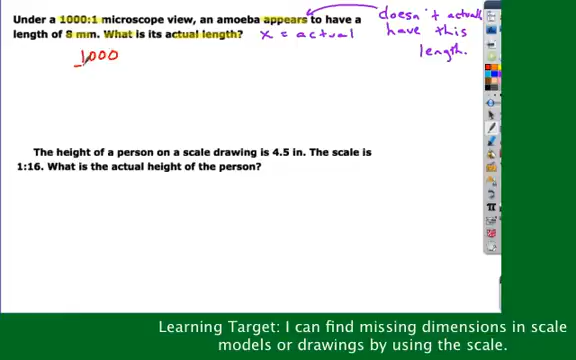 Under a 1000:1 microscope view, an amoeba appears to have a
length of 8 mm. What is its actual length?
x = actual
doesn't actually
have this
length.
1000
The height of a person on a scale drawing is 4.5 in. The scale is
1:16. What is the actual height of the person?
Learning Target: I can find missing dimensions in scale
models or drawings by using the scale.